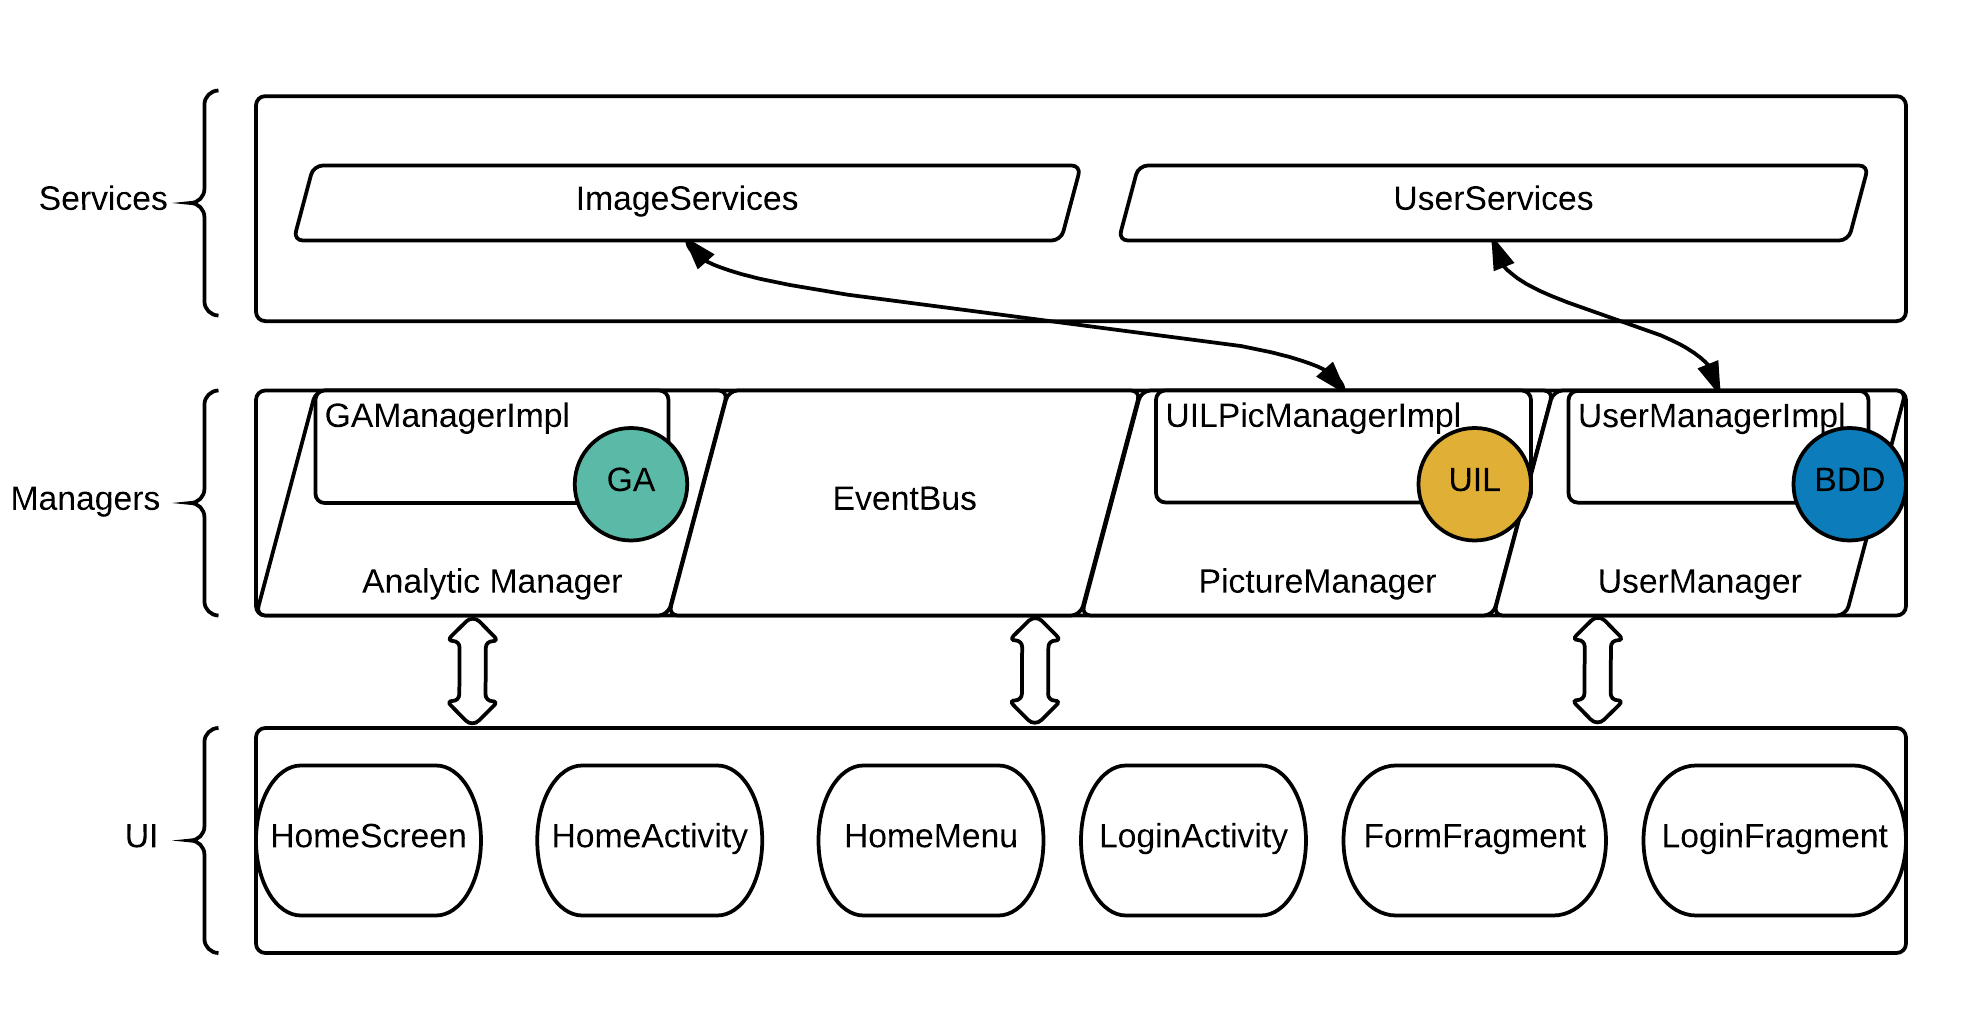 Services
ImageServices
UserServices
Managers
GAManagerImpl
GA
Analytic Manager
EventBus
UILPicManagerImpl
UIL
PictureManager
UserManagerImpl
BDD
UserManager
UI
HomeScreen
HomeActivity
HomeMenu
LoginActivity
FormFragment
LoginFragment